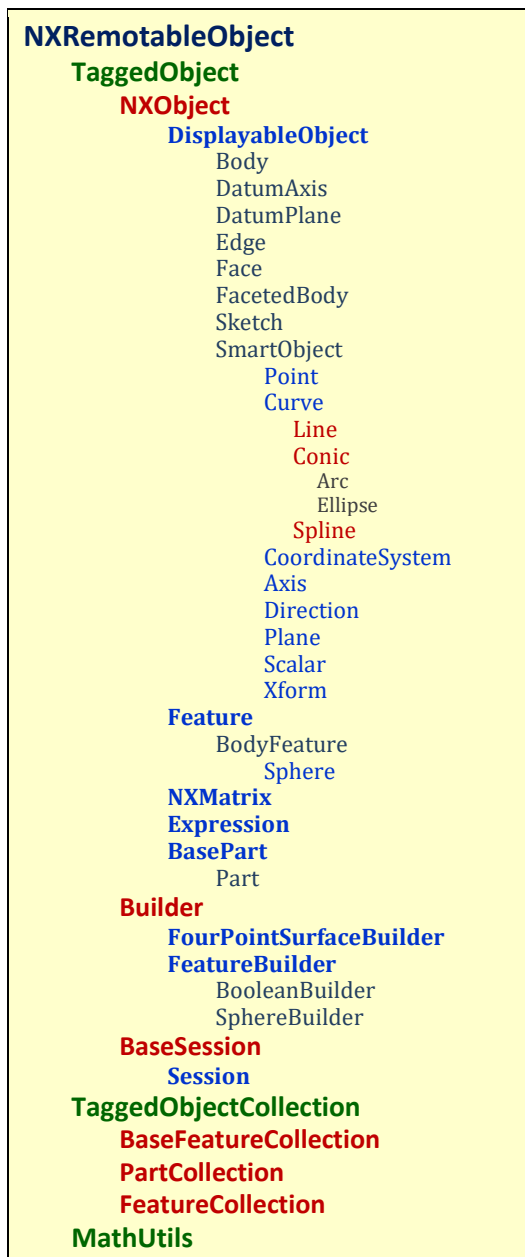 NXRemotableObject
TaggedObject
NXObject
DisplayableObject
Body
DatumAxis
DatumPlane
Edge
Face
FacetedBody
Sketch
SmartObject
Point
Curve
Line
Conic
Arc
Ellipse
Spline
CoordinateSystem
Axis
Direction
Plane
Scalar
Xform
Feature
BodyFeature
Sphere
NXMatrix
Expression
BasePart
Part
Builder
FourPointSurfaceBuilder
FeatureBuilder
BooleanBuilder
SphereBuilder
BaseSession
Session
TaggedObjectCollection
BaseFeatureCollection
PartCollection
FeatureCollection
MathUtils